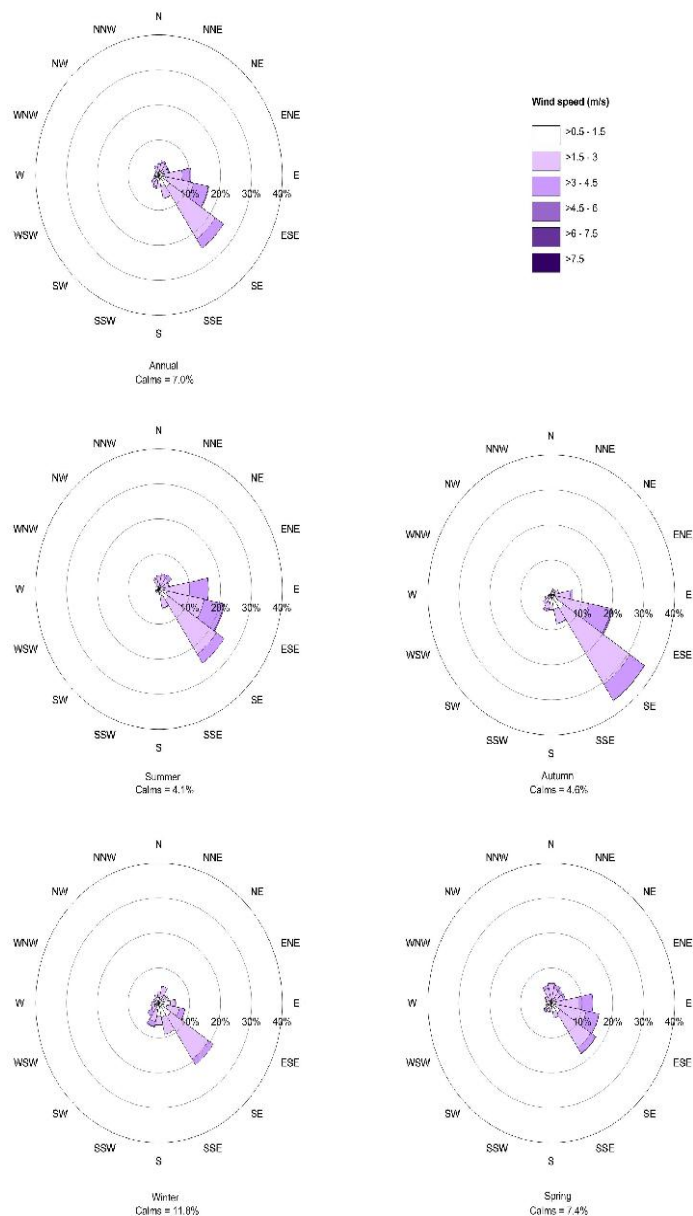 N
NNW
NNE
NW
NE
WNW
ENE
W
E
10% 20% 30% 40%
WSW
ESE
SW
SE
SSW
SSE
S
Annual
Calms = 7.0%
Wind speed (m/s)
>0.5 - 1.5
>1.5 - 3
>3 - 4.5
>4.5 - 6
>6 - 7.5
>7.5
N
NNW
NNE
NW
NE
WNW
ENE
W
E
10% 20% 30% 40%
WSW
ESE
SW
SE
SSW
SSE
S
Summer
Calms = 4.1%
N
NNW
NNE
NW
NE
WNW
ENE
W
E
10% 20% 30% 40%
WSW
ESE
SW
SE
SSW
SSE
S
Autumn
Calms = 4.6%
N
NNW
NNE
NW
NE
WNW
ENE
W
E
10% 20% 30% 40%
WSW
ESE
SW
SE
SSW
SSE
S
Winter
Calms = 11.8%
N
NNW
NNE
NW
NE
WNW
ENE
W
E
10% 20% 30% 40%
WSW
ESE
SW
SE
SSW
SSE
S
Spring
Calms = 7.4%